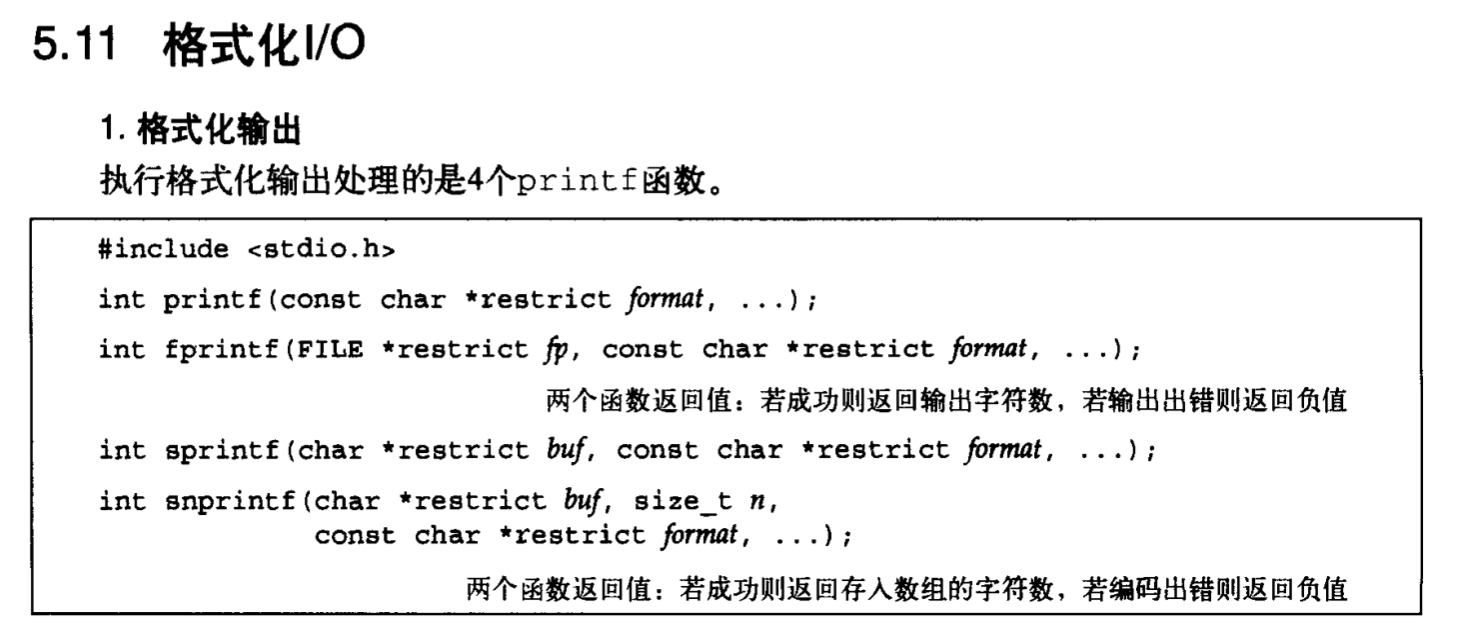 5.11 格式化I/O
1. 格式化输出
执行格式化输出处理的是4个printf函数。
#include <stdio.h>
int printf(const char *restrict format, ...);
int fprintf(FILE *restrict fp, const char *restrict format, ...);
两个函数返回值：若成功则返回输出字符数，若输出出错则返回负值
int sprintf(char *restrict buf, const char *restrict format, ...);
int snprintf(char *restrict buf, size_t n,
const char *restrict format, ...);
两个函数返回值：若成功则返回存入数组的字符数，若编码出错则返回负值